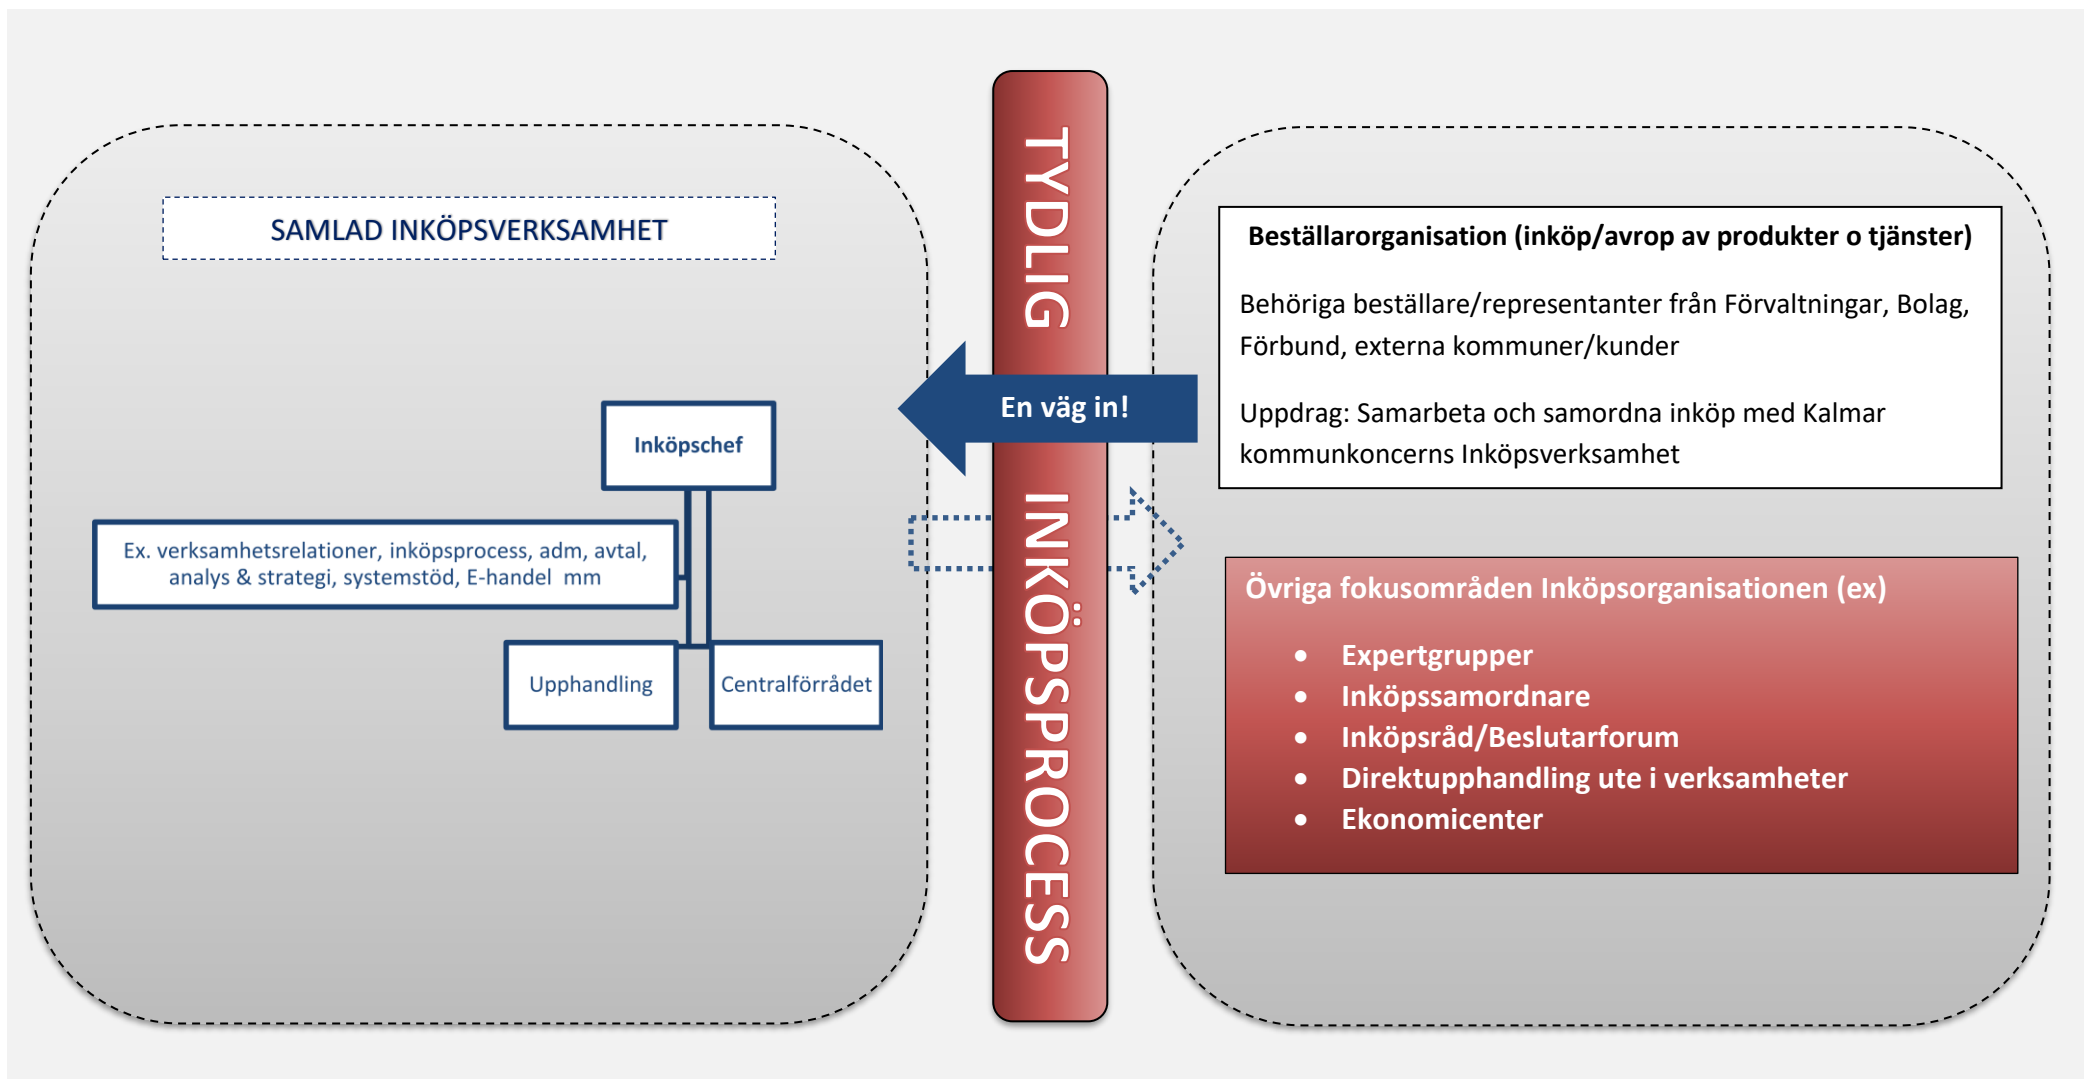 SAMLAD INKÖPSVERKSAMHET
Inköpschef
Ex. verksamhetsrelationer, inköpsprocess, adm, avtal,
analys & strategi, systemstöd, E-handel  mm
Upphandling
Centralförrådet
TYDLIG INKÖPSPROCESS
En väg in!
Beställarorganisation (inköp/avrop av produkter o tjänster)
Behöriga beställare/representanter från Förvaltningar, Bolag,
Förbund, externa kommuner/kunder
Uppdrag: Samarbeta och samordna inköp med Kalmar
kommunkoncerns Inköpsverksamhet
Övriga fokusområden Inköpsorganisationen (ex)
• Expertgrupper
• Inköpssamordnare
• Inköpsråd/Beslutarforum
• Direktupphandling ute i verksamheter
• Ekonomicenter